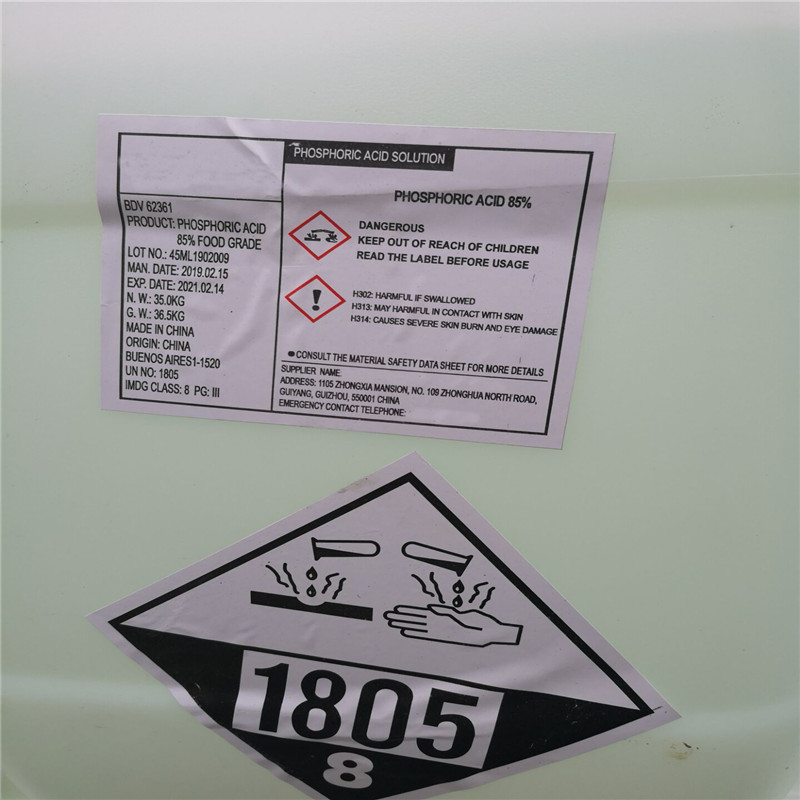 BDV 62361
PRODUCT: PHOSPHORIC ACID
85% FOOD GRADE
LOT NO.: 45ML1902009
MAN. DATE: 2019.02.15
EXP. DATE: 2021.02.14
N. W.: 35.0KG
G. W.: 36.5KG
MADE IN CHINA
ORIGIN: CHINA
BUENOS AIRES1-1520
UN NO: 1805
IMDG CLASS: 8 PG: III
PHOSPHORIC ACID SOLUTION
PHOSPHORIC ACID 85%
DANGEROUS
KEEP OUT OF REACH OF CHILDREN
READ THE LABEL BEFORE USAGE
H302: HARMFUL IF SWALLOWED
H313: MAY HARMFUL IN CONTACT WITH SKIN
H314: CAUSES SEVERE SKIN BURN AND EYE DAMAGE
●CONSULT THE MATERIAL SAFETY DATA SHEET FOR MORE DETAILS
SUPPLIER NAME:
ADDRESS: 1105 ZHONGXIA MANSION, NO. 109 ZHONGHUA NORTH ROAD,
GUIYANG, GUIZHOU, 550001 CHINA
EMERGENCY CONTACT TELEPHONE:
1805
8